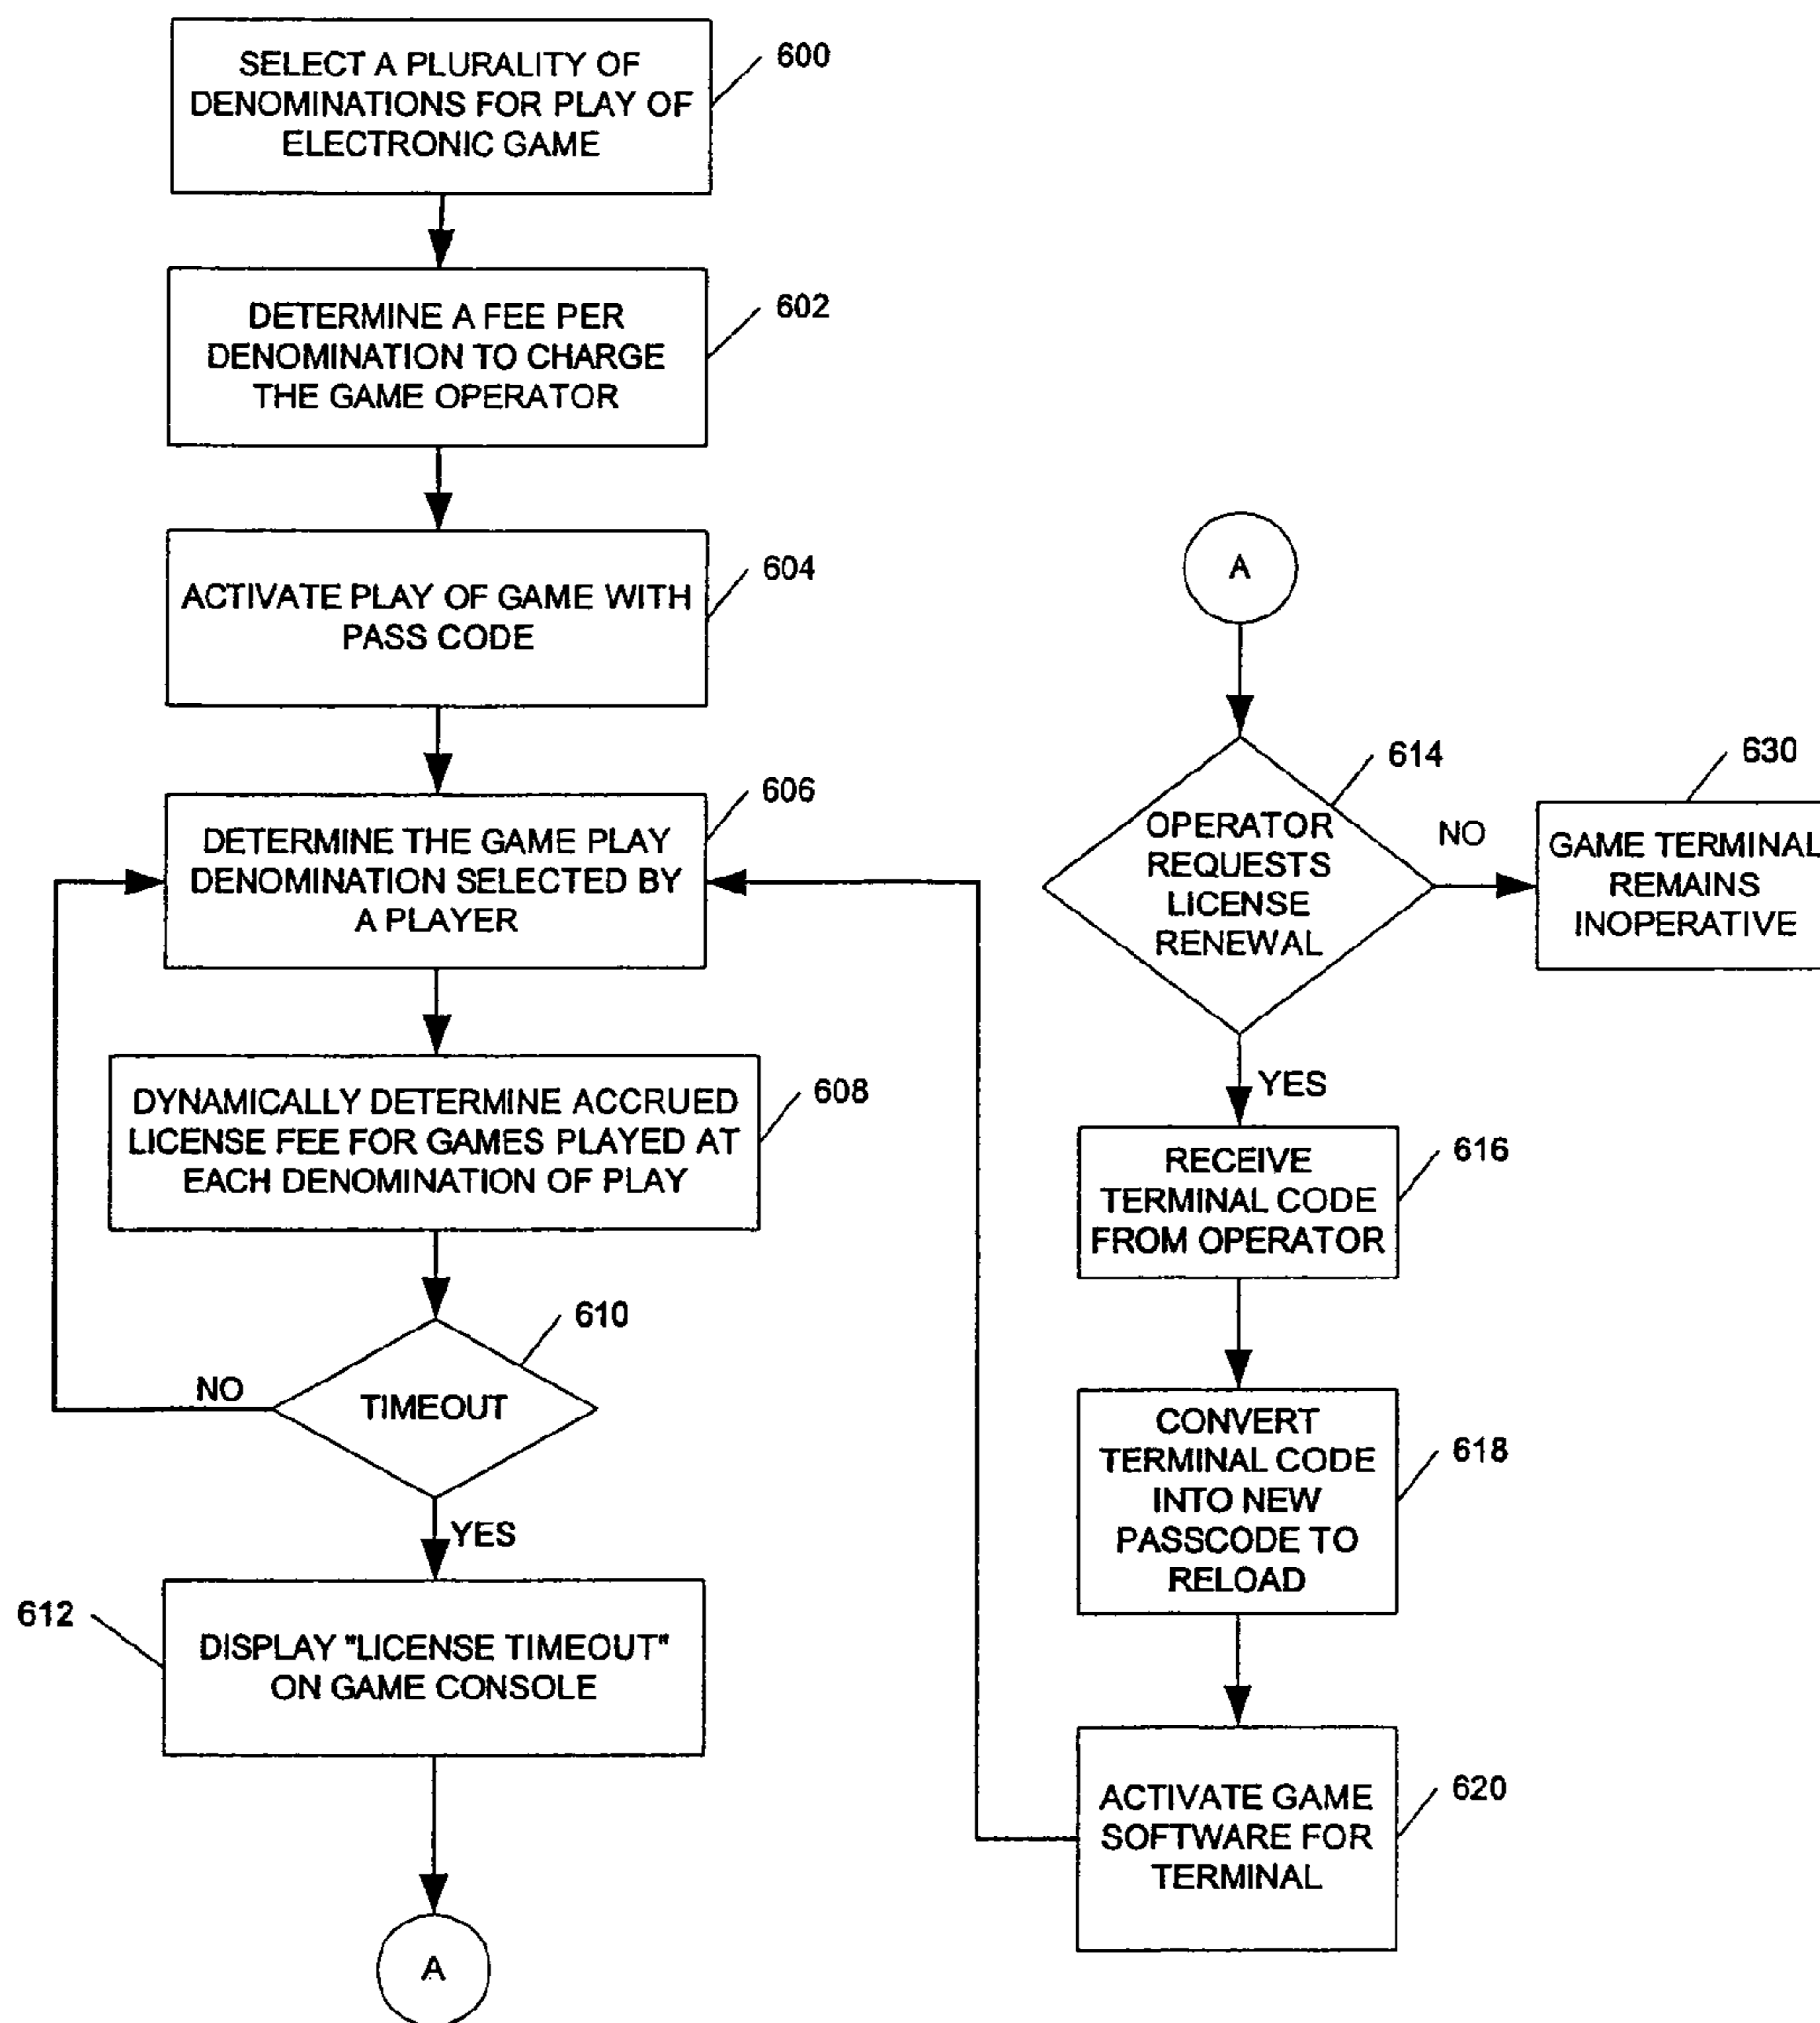 SELECT A PLURALITY OF
DENOMINATIONS FOR PLAY OF
ELECTRONIC GAME
600
DETERMINE A FEE PER
DENOMINATION TO CHARGE
THE GAME OPERATOR
602
ACTIVATE PLAY OF GAME WITH
PASS CODE
604
DETERMINE THE GAME PLAY
DENOMINATION SELECTED BY
A PLAYER
606
DYNAMICALLY DETERMINE ACCRUED
LICENSE FEE FOR GAMES PLAYED AT
EACH DENOMINATION OF PLAY
608
TIMEOUT
610
NO
YES
DISPLAY "LICENSE TIMEOUT"
ON GAME CONSOLE
612
A
A
OPERATOR
REQUESTS
LICENSE
RENEWAL
614
NO
GAME TERMINAL
REMAINS
INOPERATIVE
630
YES
RECEIVE
TERMINAL CODE
FROM OPERATOR
616
CONVERT
TERMINAL CODE
INTO NEW
PASSCODE TO
RELOAD
618
ACTIVATE GAME
SOFTWARE FOR
TERMINAL
620